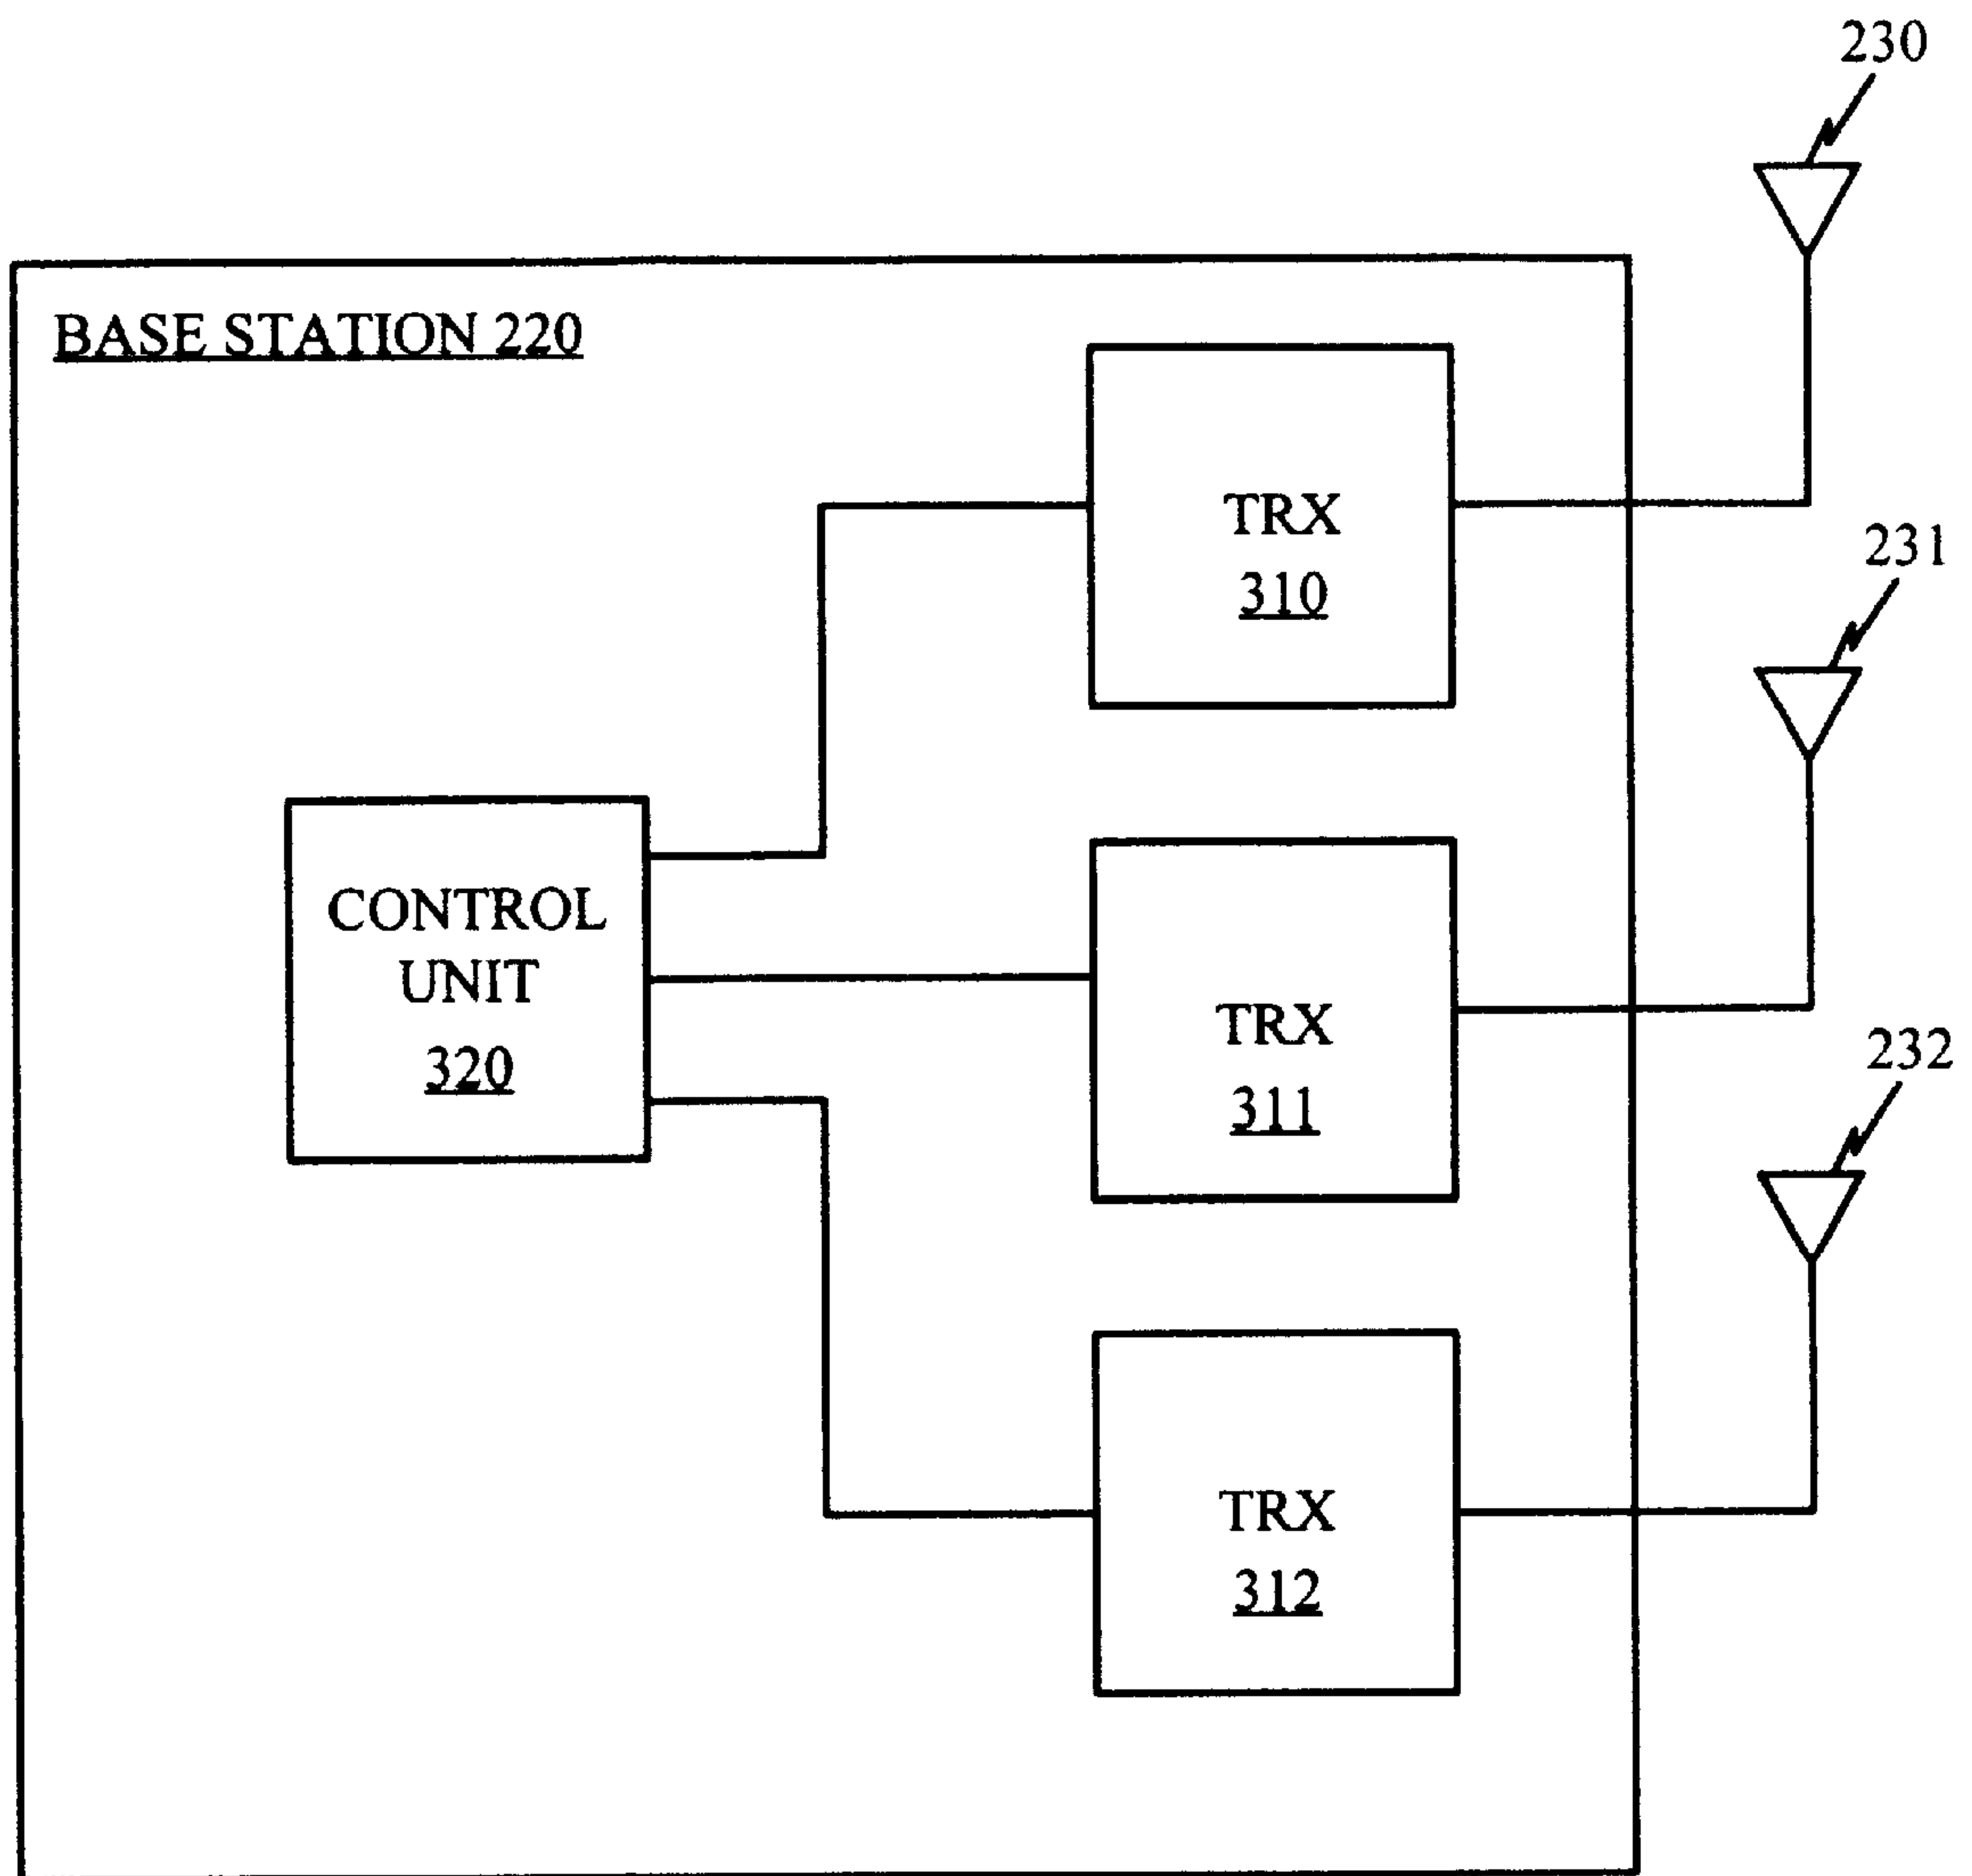 230
BASE STATION 220
TRX
310
231
CONTROL
UNIT
320
TRX
311
232
TRX
312